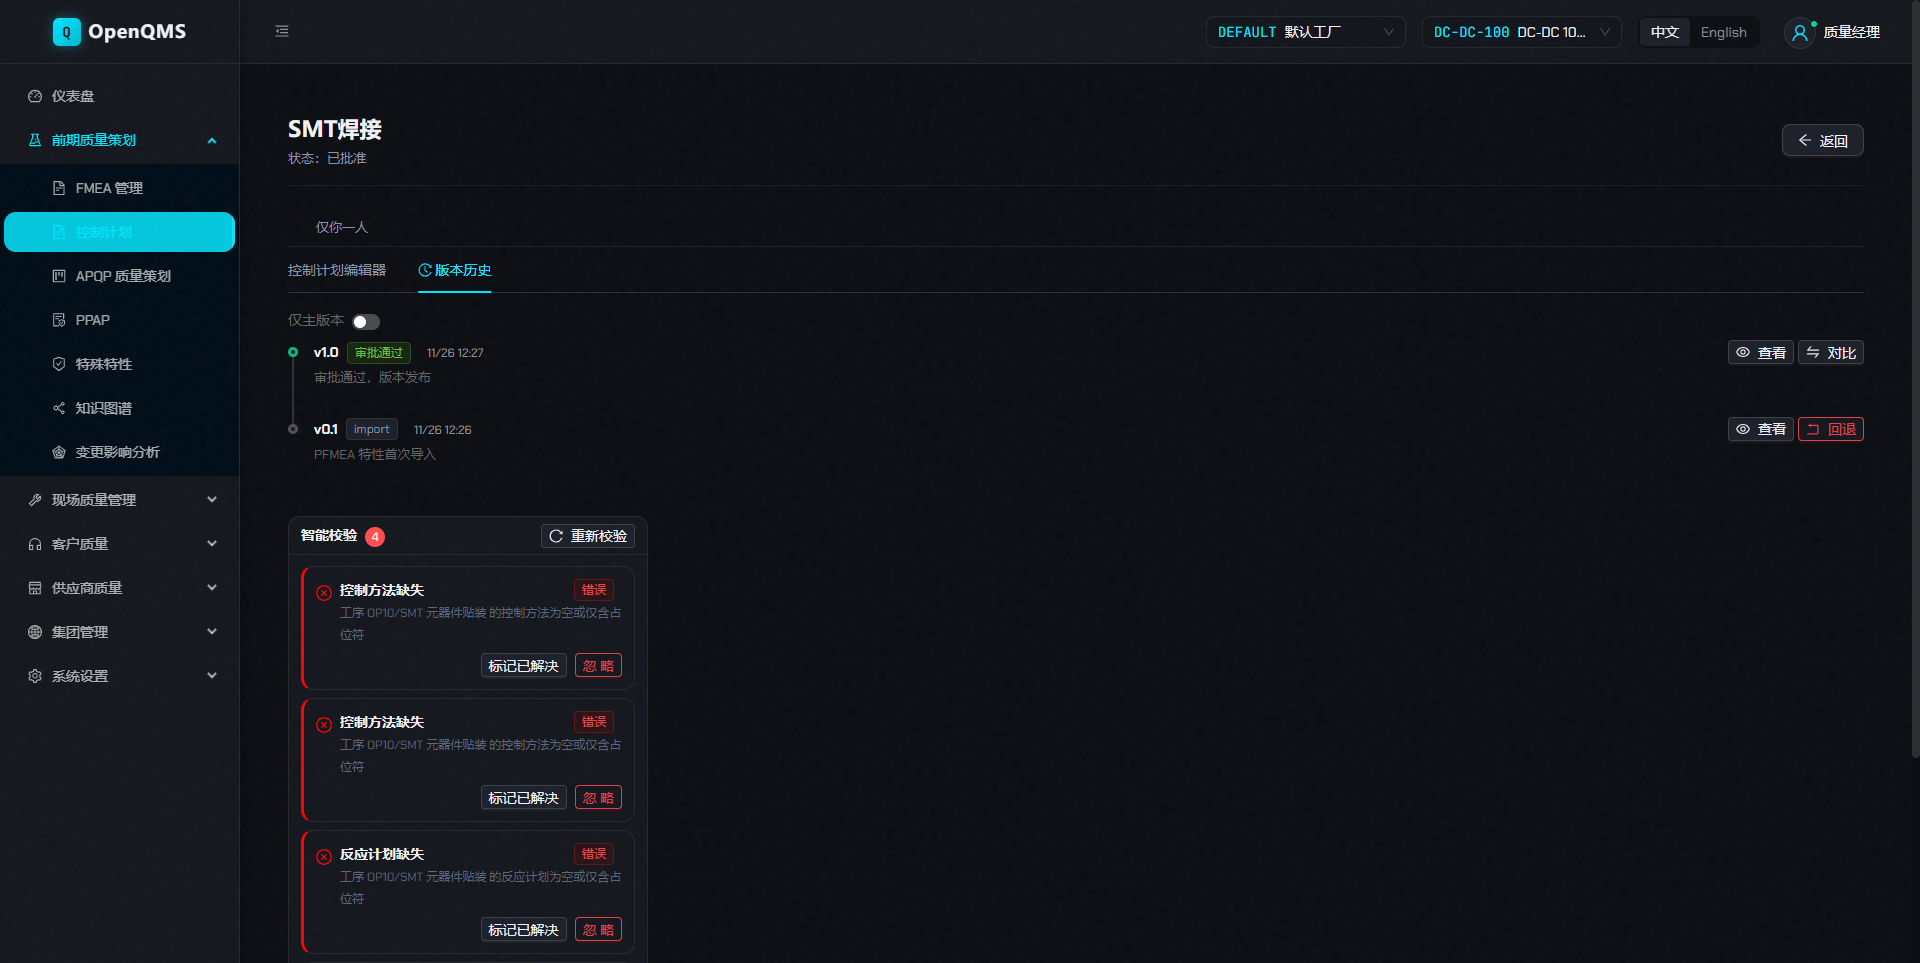 Q OpenQMS
DEFAULT 默认工厂
DC-DC-100 DC-DC 10...
中文
English
质量经理
仪表盘
前期质量策划
FMEA 管理
控制计划
APQP 质量策划
PPAP
特殊特性
知识图谱
变更影响分析
现场质量管理
客户质量
供应商质量
集团管理
系统设置
SMT焊接
状态：已批准
返回
仅你一人
控制计划编辑器
版本历史
仅主版本
v1.0 审批通过 11/26 12:27
查看 对比
审批通过，版本发布
v0.1 import 11/26 12:26
查看 回退
PFMEA 特性首次导入
智能校验 4
重新校验
控制方法缺失 错误
工序 OP10/SMT 元器件贴装 的控制方法为空或仅含占
位符
标记已解决 忽 略
控制方法缺失 错误
工序 OP10/SMT 元器件贴装 的控制方法为空或仅含占
位符
标记已解决 忽 略
反应计划缺失 错误
工序 OP10/SMT 元器件贴装 的反应计划为空或仅含占
位符
标记已解决 忽 略